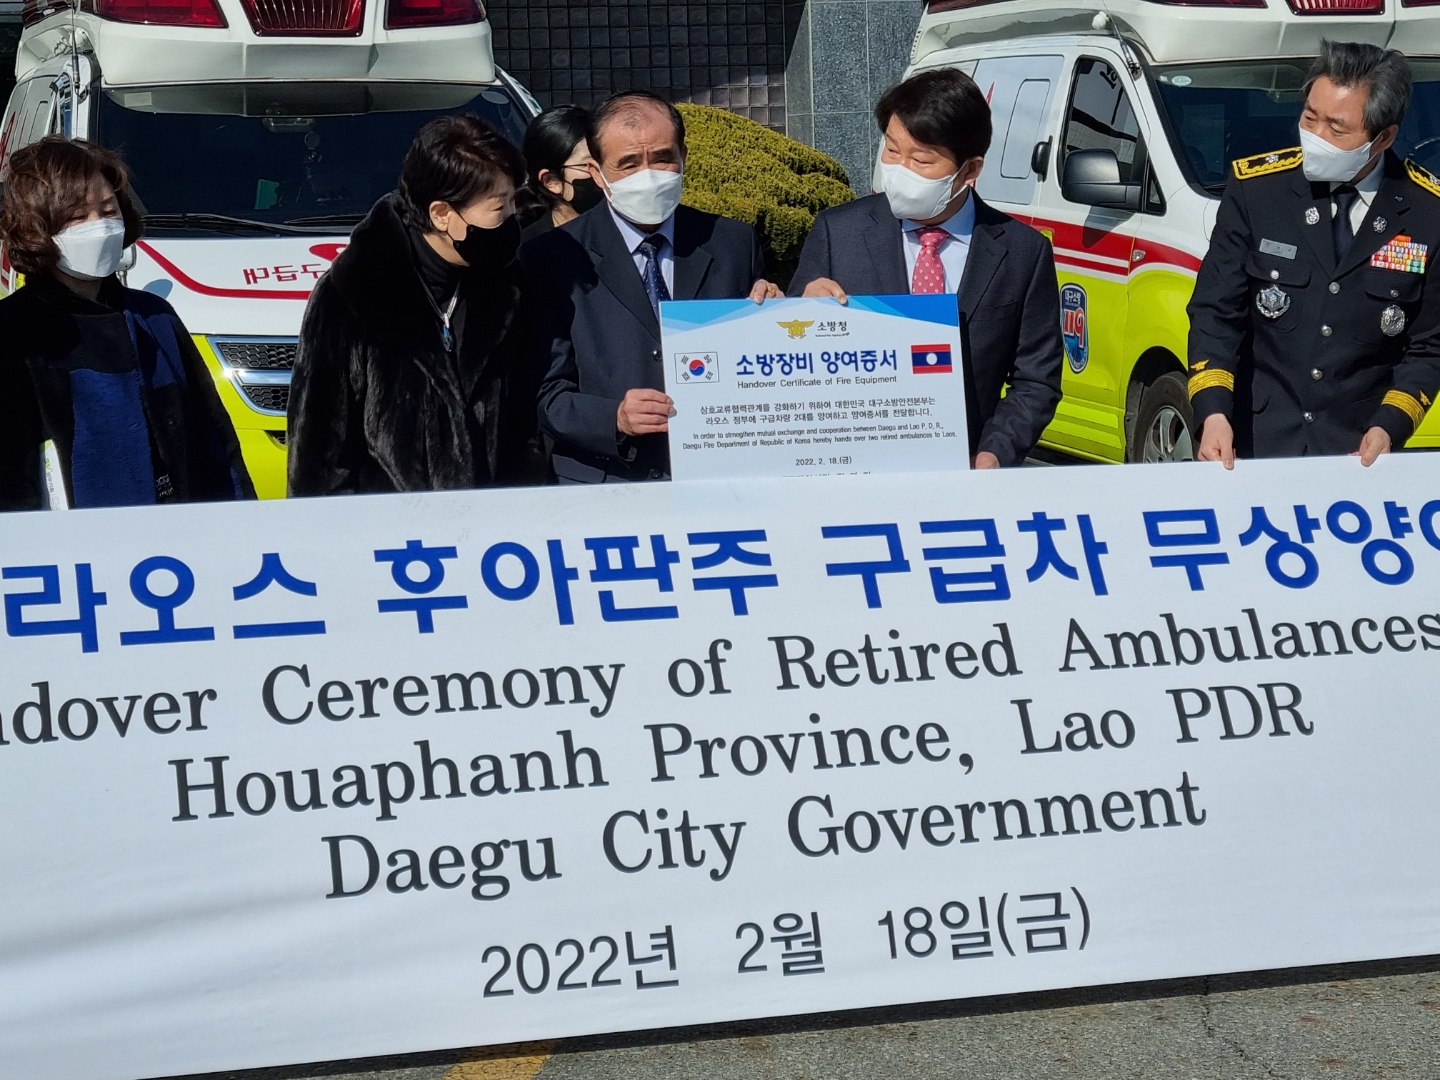 구급대
대구소방
119
소방청
소방장비 양여증서
Handover Certificate of Fire Equipment
상호교류협력관계를 강화하기 위하여 대한민국 대구소방안전본부는
라오스 정부에 구급차량 2대를 양여하고 양여증서를 전달합니다.
In order to strengthen mutual exchange and cooperation between Daegu and Lao P. D. R.,
Daegu Fire Department of Republic of Korea hereby hands over two retired ambulances to Laos.
2022. 2. 18.(금)
라오스 후아판주 구급차 무상양
ndover Ceremony of Retired Ambulances
Houaphanh Province, Lao PDR
Daegu City Government
2022년 2월 18일(금)